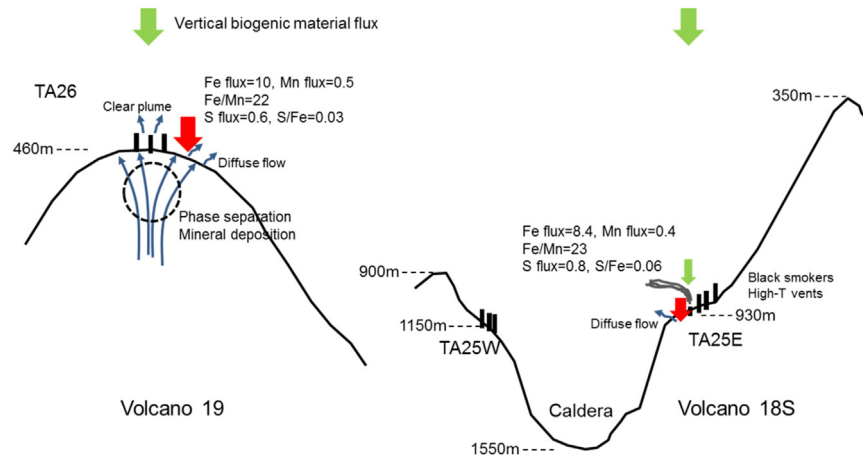 Vertical biogenic material flux
TA26
Fe flux=10, Mn flux=0.5
Fe/Mn=22
S flux=0.6, S/Fe=0.03
Clear plume
460m
Diffuse flow
Phase separation
Mineral deposition
Volcano 19
350m
Fe flux=8.4, Mn flux=0.4
Fe/Mn=23
S flux=0.8, S/Fe=0.06
900m
Black smokers
High-T vents
930m
Diffuse flow
1150m
TA25W
TA25E
Caldera
Volcano 18S
1550m